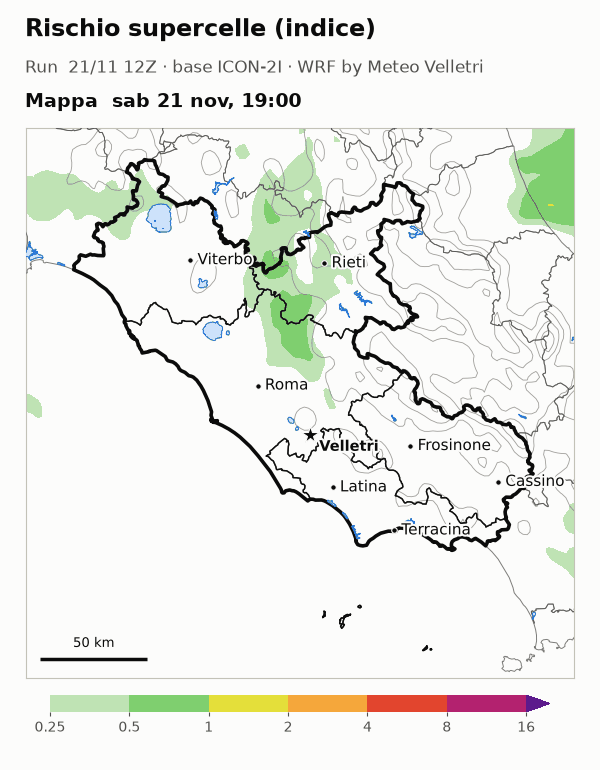 Rischio supercelle (indice)
Run  21/11 12Z · base ICON-2I · WRF by Meteo Velletri
Mappa  sab 21 nov, 19:00
Viterbo
Rieti
Roma
Velletri
Frosinone
Cassino
Latina
Terracina
50 km
0.25 0.5 1 2 4 8 16